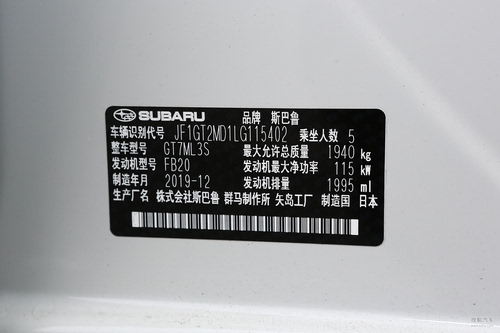 SUBARU 品牌 斯巴鲁
车辆识别代号 JF1GT2MD1LG115402 乘坐人数 5
整车型号 GT7ML3S 最大允许总质量 1940 kg
发动机型号 FB20 发动机最大净功率 115 kW
制造年月 2019-12 发动机排量 1995 ml
生产厂名 株式会社斯巴鲁 群马制作所 矢岛工厂 制造国 日本